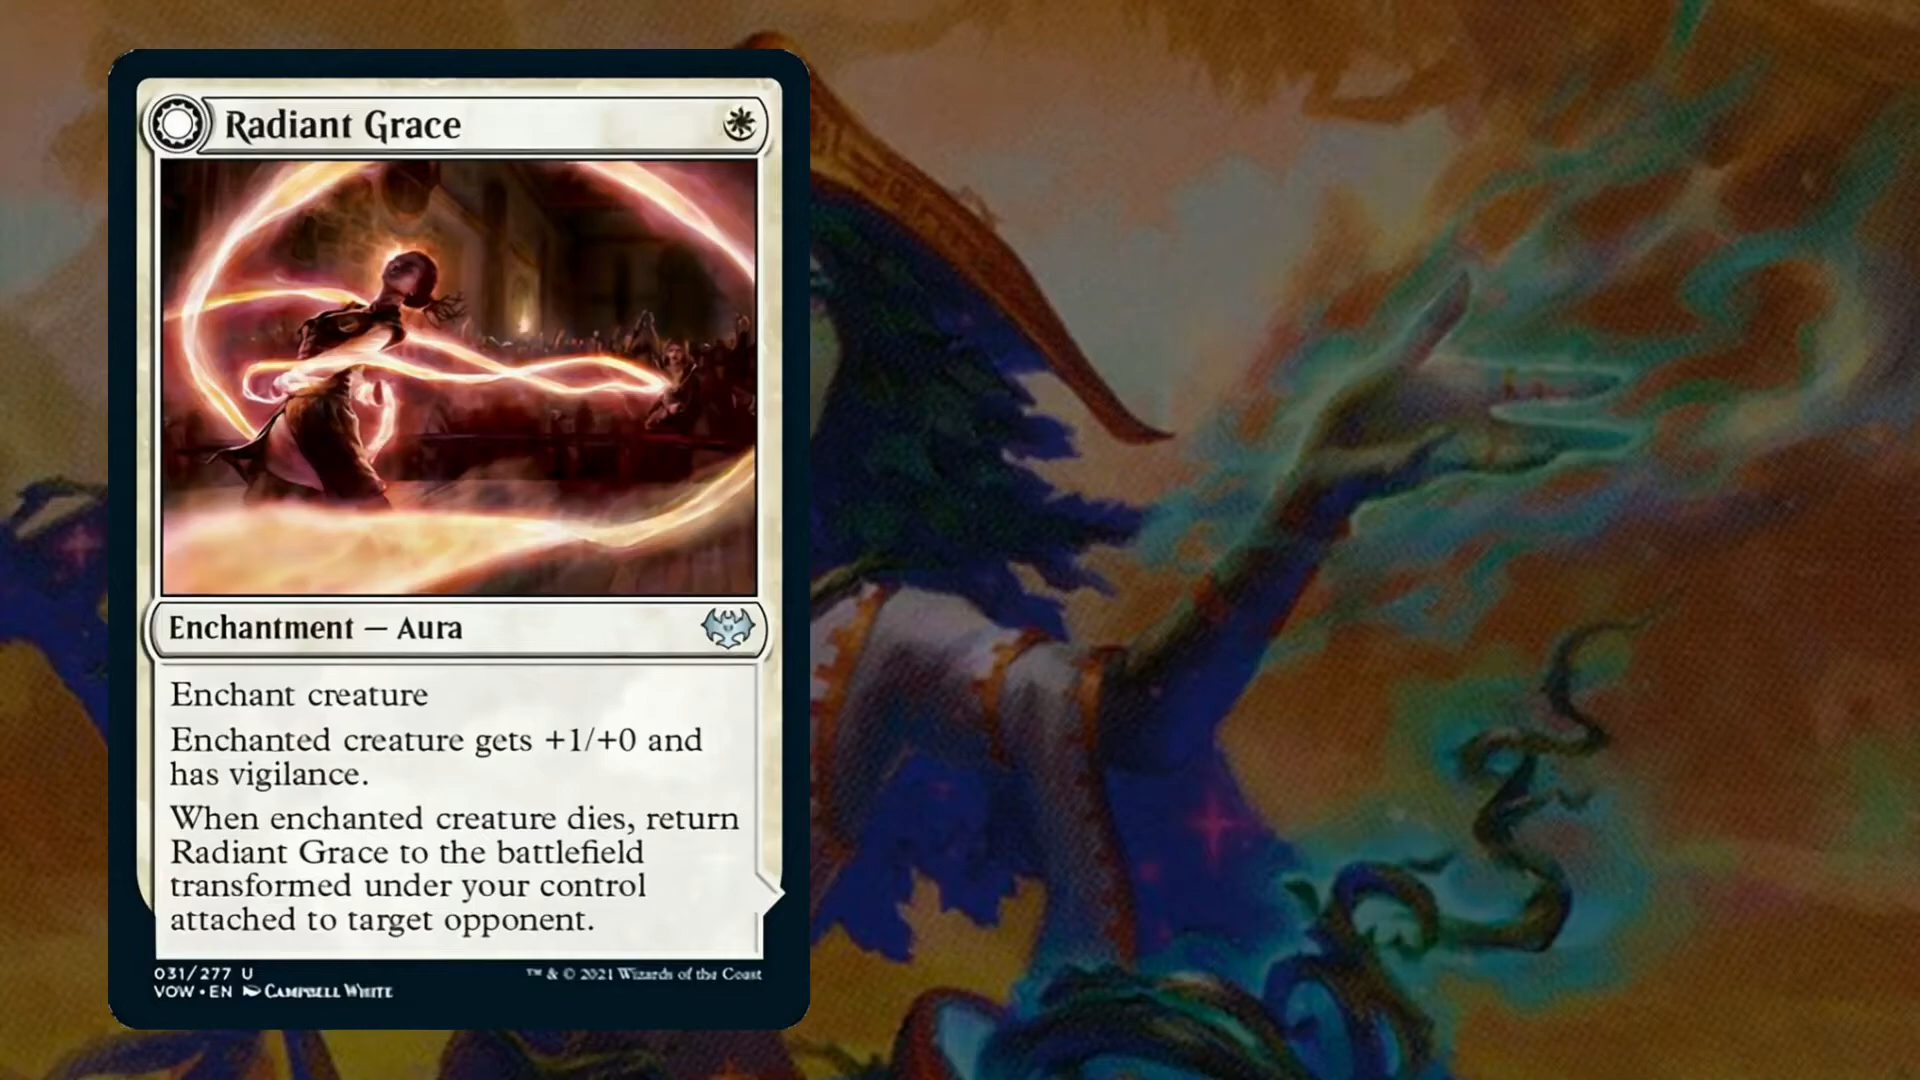 Radiant Grace
Enchantment — Aura
Enchant creature
Enchanted creature gets +1/+0 and
has vigilance.
When enchanted creature dies, return
Radiant Grace to the battlefield
transformed under your control
attached to target opponent.
031/277 U
™ & © 2021 Wizards of the Coast
VOW • EN CAMPBELL WHITE